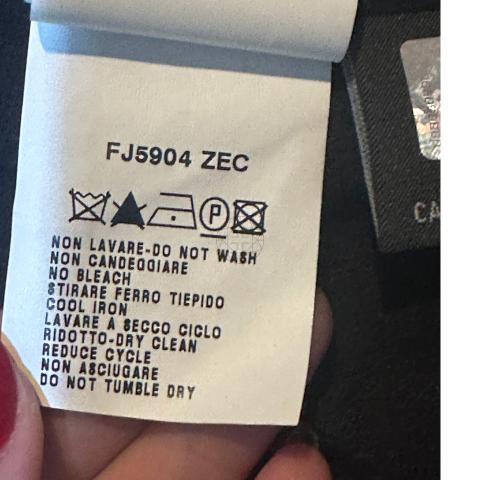 FJ5904 ZEC
P
NON LAVARE-DO NOT WASH
NON CANDEGGIARE
NO BLEACH
STIRARE FERRO TIEPIDO
COOL IRON
LAVARE A SECCO CICLO
RIDOTTO-DRY CLEAN
REDUCE CYCLE
NON ASCIUGARE
DO NOT TUMBLE DRY
CA